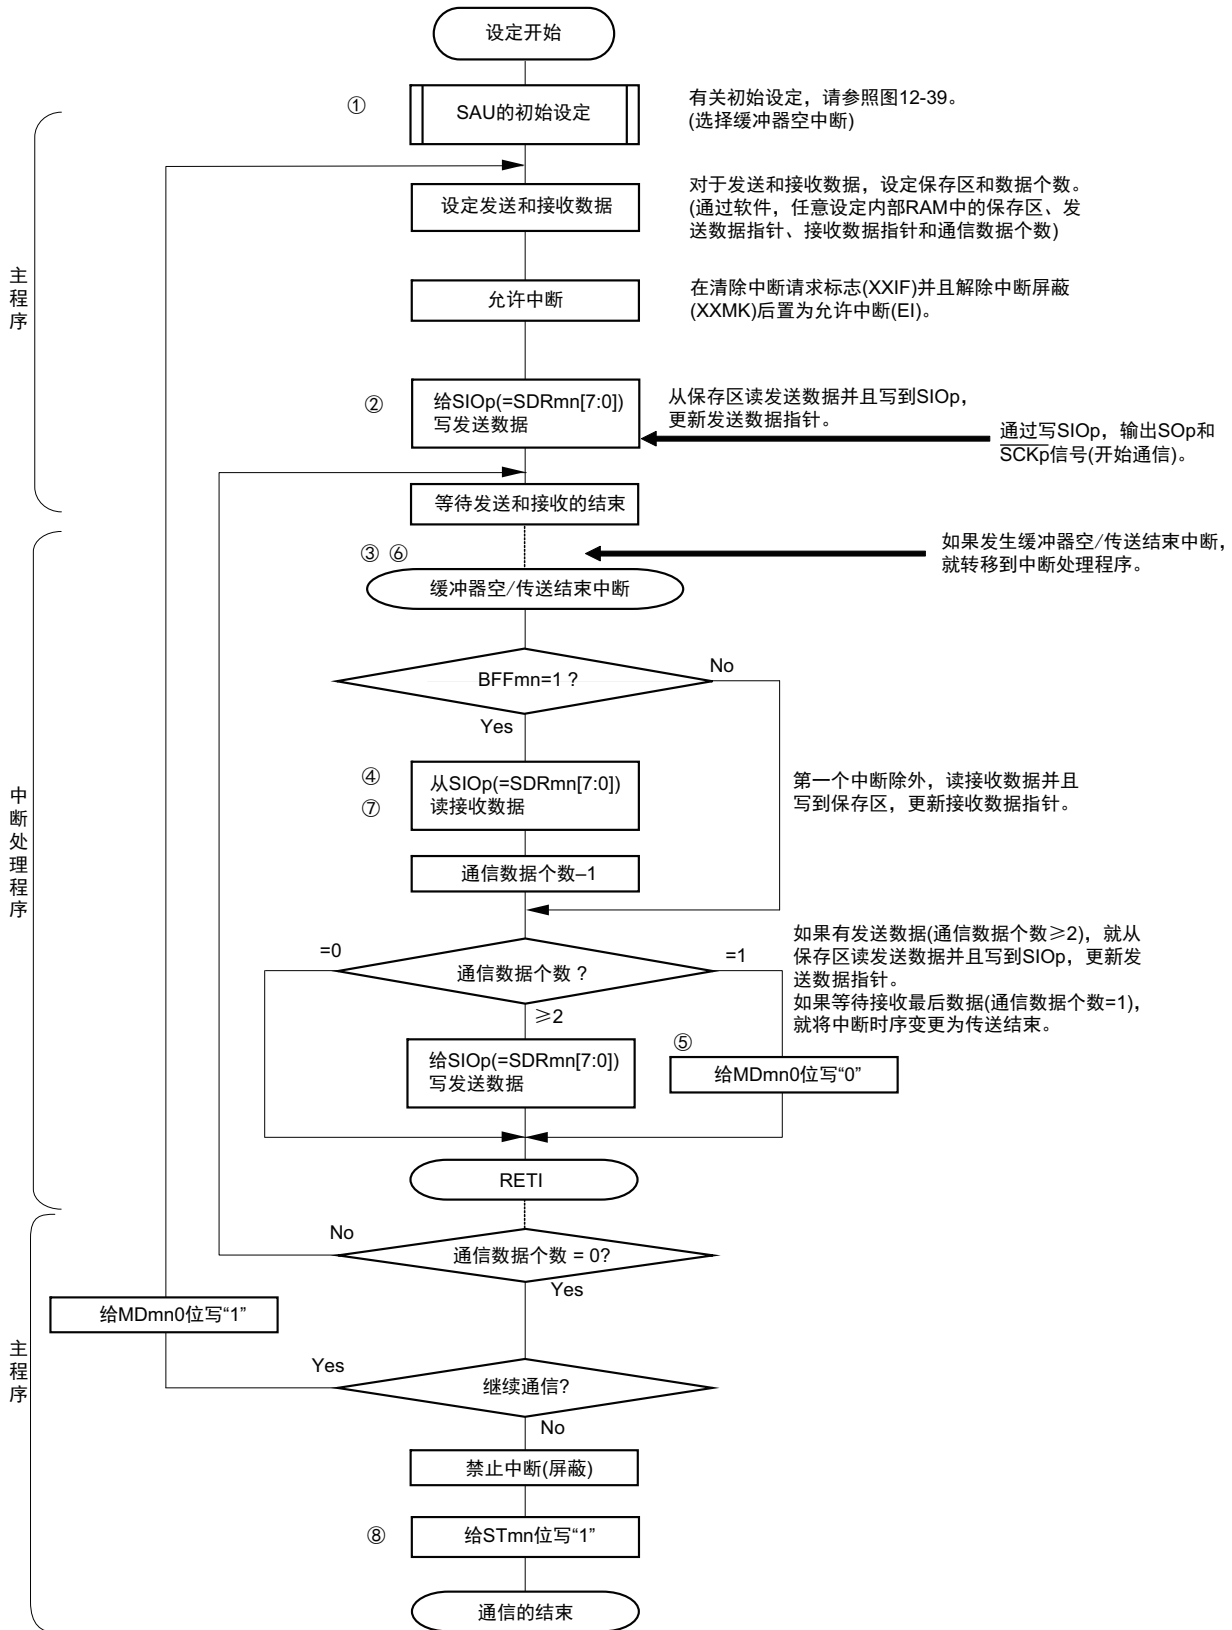 设定开始
①
SAU的初始设定
有关初始设定，请参照图12-39。
(选择缓冲器空中断)
设定发送和接收数据
对于发送和接收数据，设定保存区和数据个数。
(通过软件，任意设定内部RAM中的保存区、发
送数据指针、接收数据指针和通信数据个数)
主程序
允许中断
在清除中断请求标志(XXIF)并且解除中断屏蔽
(XXMK)后置为允许中断(EI)。
②
给SIOp(=SDRmn[7:0])
写发送数据
从保存区读发送数据并且写到SIOp，
更新发送数据指针。
通过写SIOp，输出SOp和
SCKp信号(开始通信)。
等待发送和接收的结束
③ ⑥
如果发生缓冲器空/传送结束中断，
就转移到中断处理程序。
缓冲器空/传送结束中断
BFFmn=1 ?
No
Yes
④
⑦
从SIOp(=SDRmn[7:0])
读接收数据
第一个中断除外，读接收数据并且
写到保存区，更新接收数据指针。
中断处理程序
通信数据个数–1
=0
通信数据个数 ?
=1
≥2
如果有发送数据(通信数据个数≥2)，就从
保存区读发送数据并且写到SIOp，更新发
送数据指针。
如果等待接收最后数据(通信数据个数=1)，
就将中断时序变更为传送结束。
给SIOp(=SDRmn[7:0])
写发送数据
⑤
给MDmn0位写“0”
RETI
No
通信数据个数 = 0?
Yes
给MDmn0位写“1”
主程序
Yes
继续通信?
No
禁止中断(屏蔽)
⑧
给STmn位写“1”
通信的结束